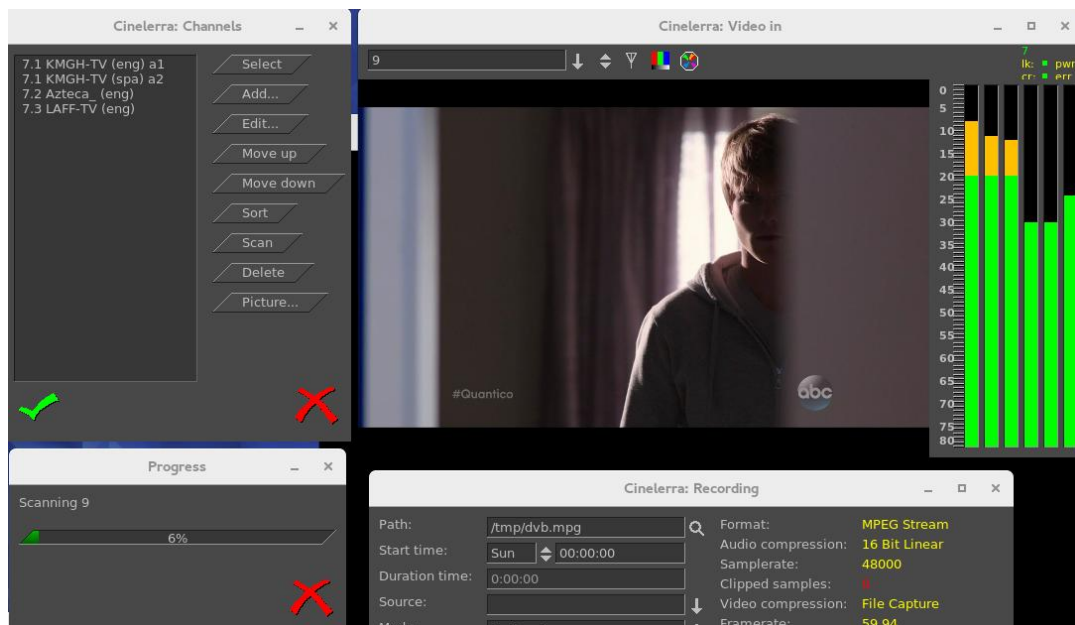 Cinelerra: Channels
7.1 KMGH-TV (eng) a1
7.1 KMGH-TV (spa) a2
7.2 Azteca_ (eng)
7.3 LAFF-TV (eng)
Select
Add...
Edit...
Move up
Move down
Sort
Scan
Delete
Picture...
Cinelerra: Video in
9
7
lk: pwr
cr: err
0
5
10
15
20
25
30
35
40
45
50
55
60
65
70
75
80
#Quantico
abc
Progress
Scanning 9
6%
Cinelerra: Recording
Path: /tmp/dvb.mpg
Start time: Sun 00:00:00
Duration time: 0:00:00
Source:
Format: MPEG Stream
Audio compression: 16 Bit Linear
Samplerate: 48000
Clipped samples:
Video compression: File Capture
Framerate: 59.94